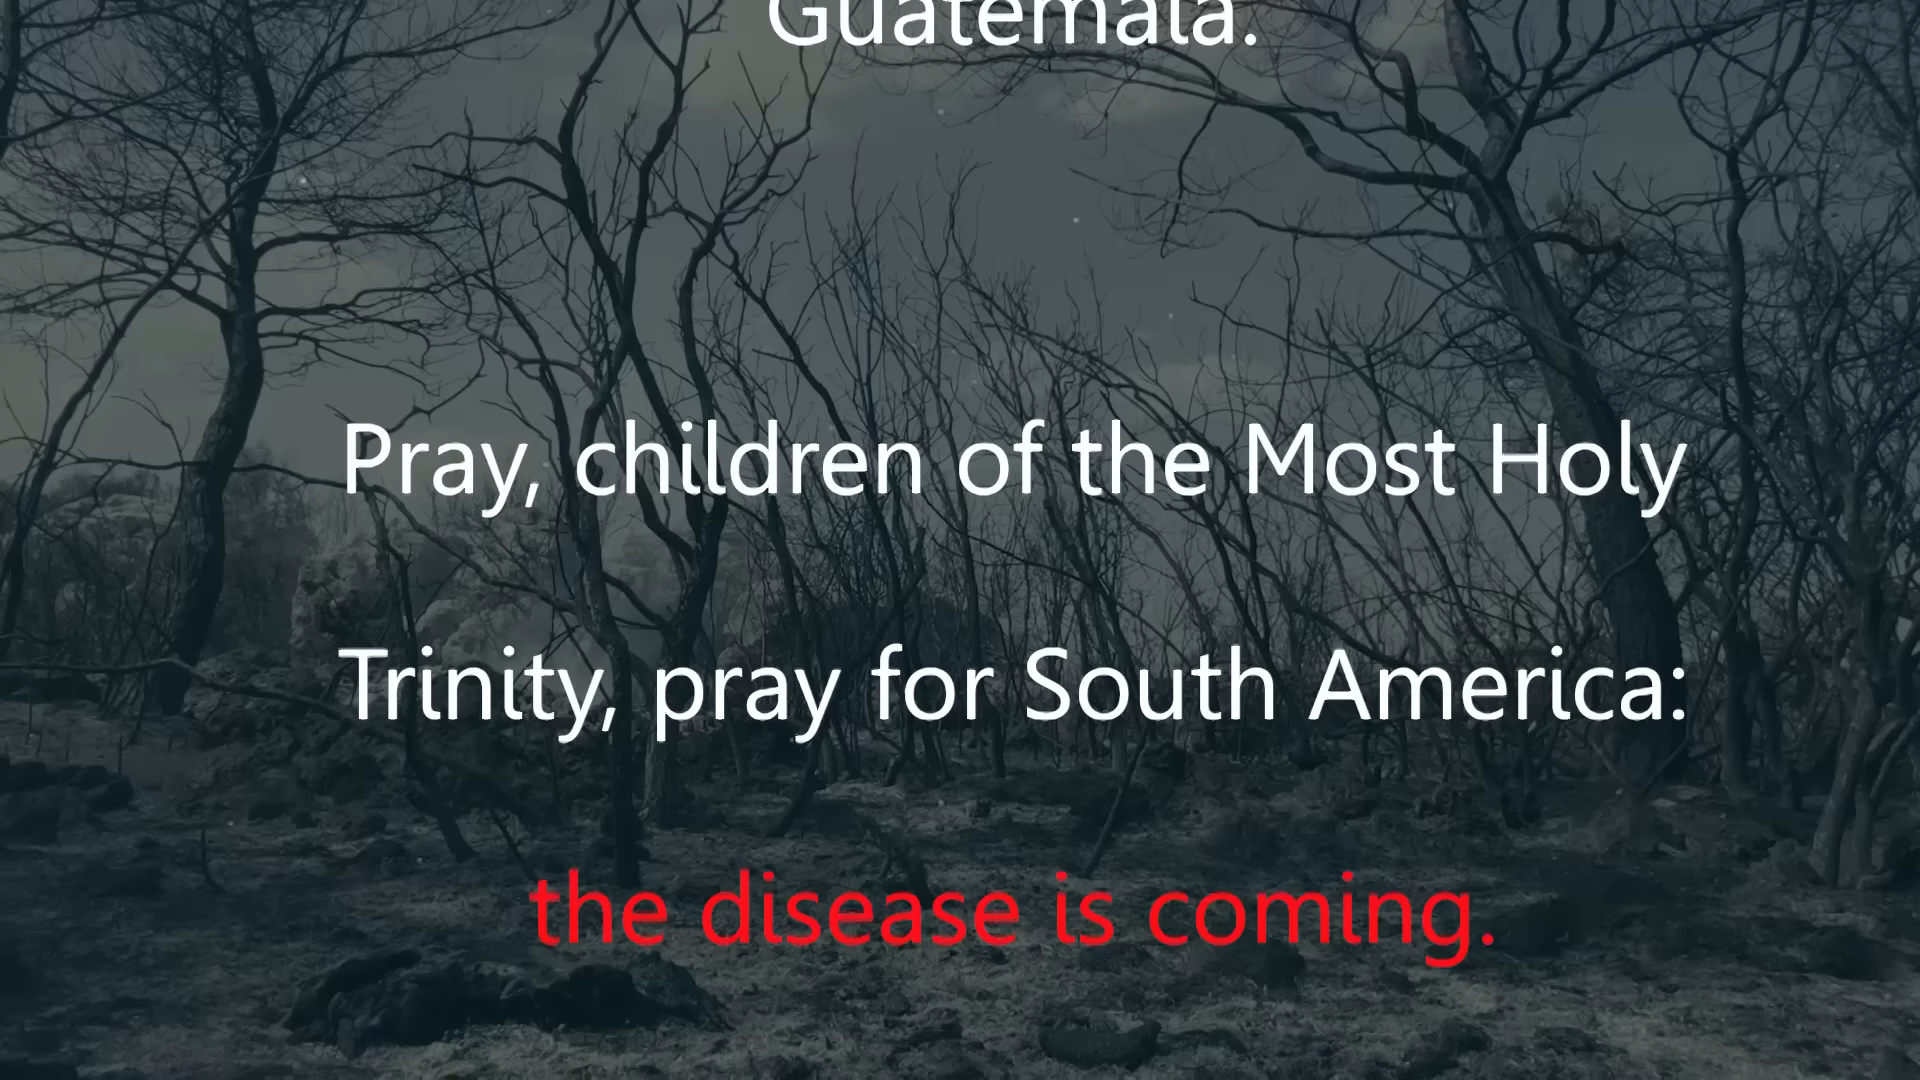 Guatemala.
Pray, children of the Most Holy
Trinity, pray for South America:
the disease is coming.